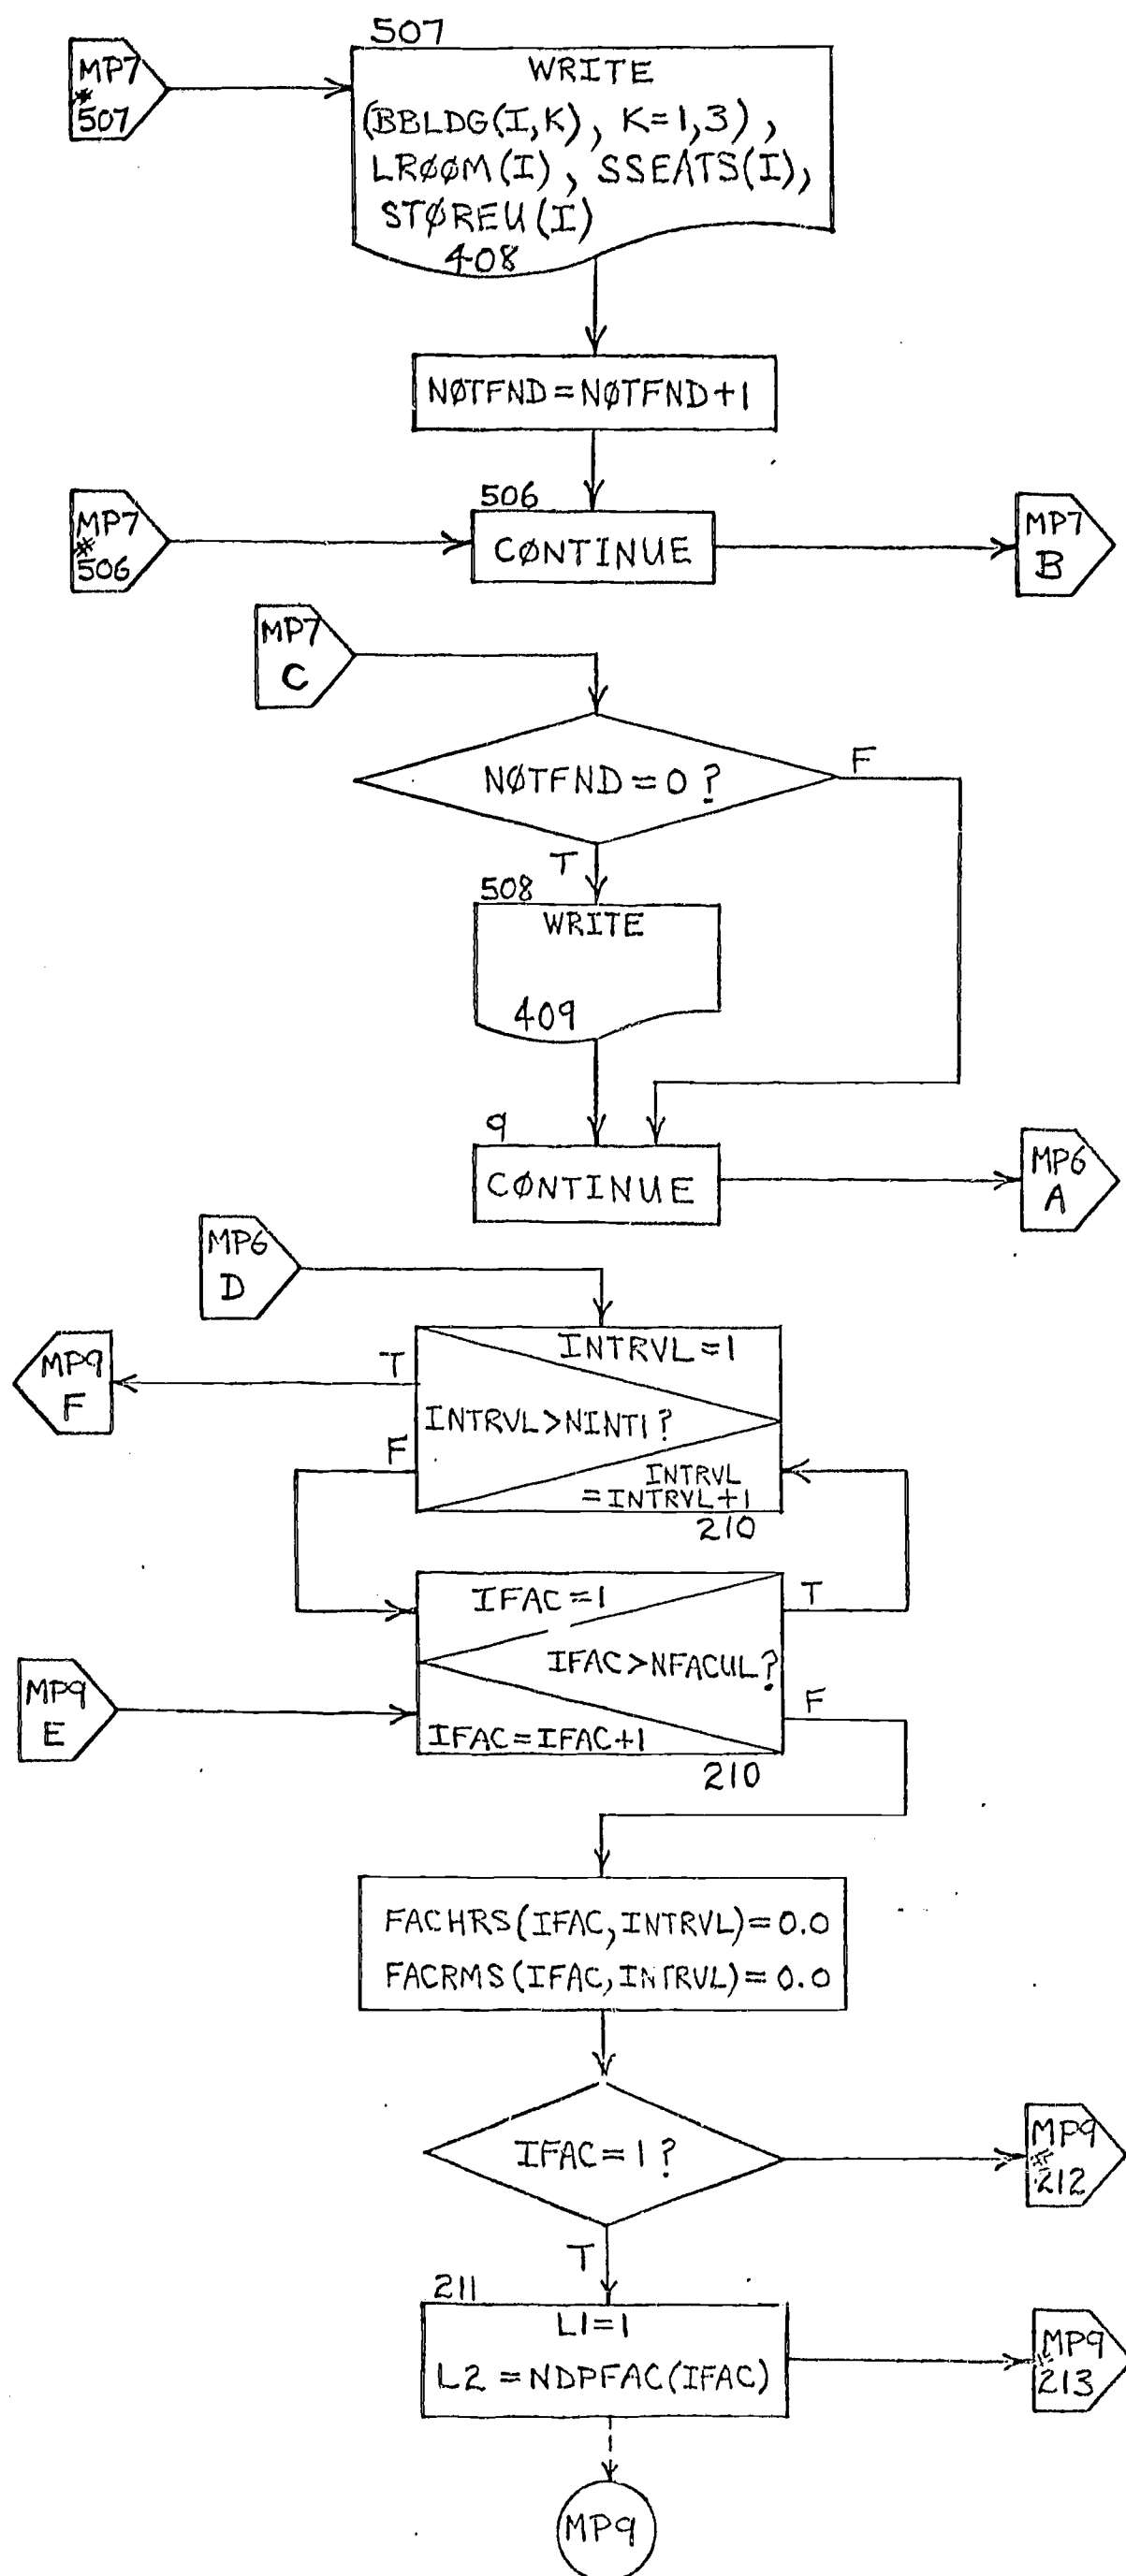 507
MP7
*
507
WRITE
(BBLDG(I,K), K=1,3),
LRØØM(I), SSEATS(I),
STØREU(I)
408
NØTFND=NØTFND+1
506
MP7
*
506
CØNTINUE
MP7
B
MP7
C
NØTFND=0?
F
T
508
WRITE
409
9
CØNTINUE
MP6
A
MP6
D
INTRVL=1
MP9
F
T
INTRVL>NINT1?
F
INTRVL
=INTRVL+1
210
IFAC=1
T
IFAC>NFACUL?
MP9
E
F
IFAC=IFAC+1
210
FACHRS(IFAC,INTRVL)=0.0
FACRMS(IFAC,INTRVL)=0.0
IFAC=1?
MP9
*
212
T
211
L1=1
L2=NDPFAC(IFAC)
MP9
*
213
MP9